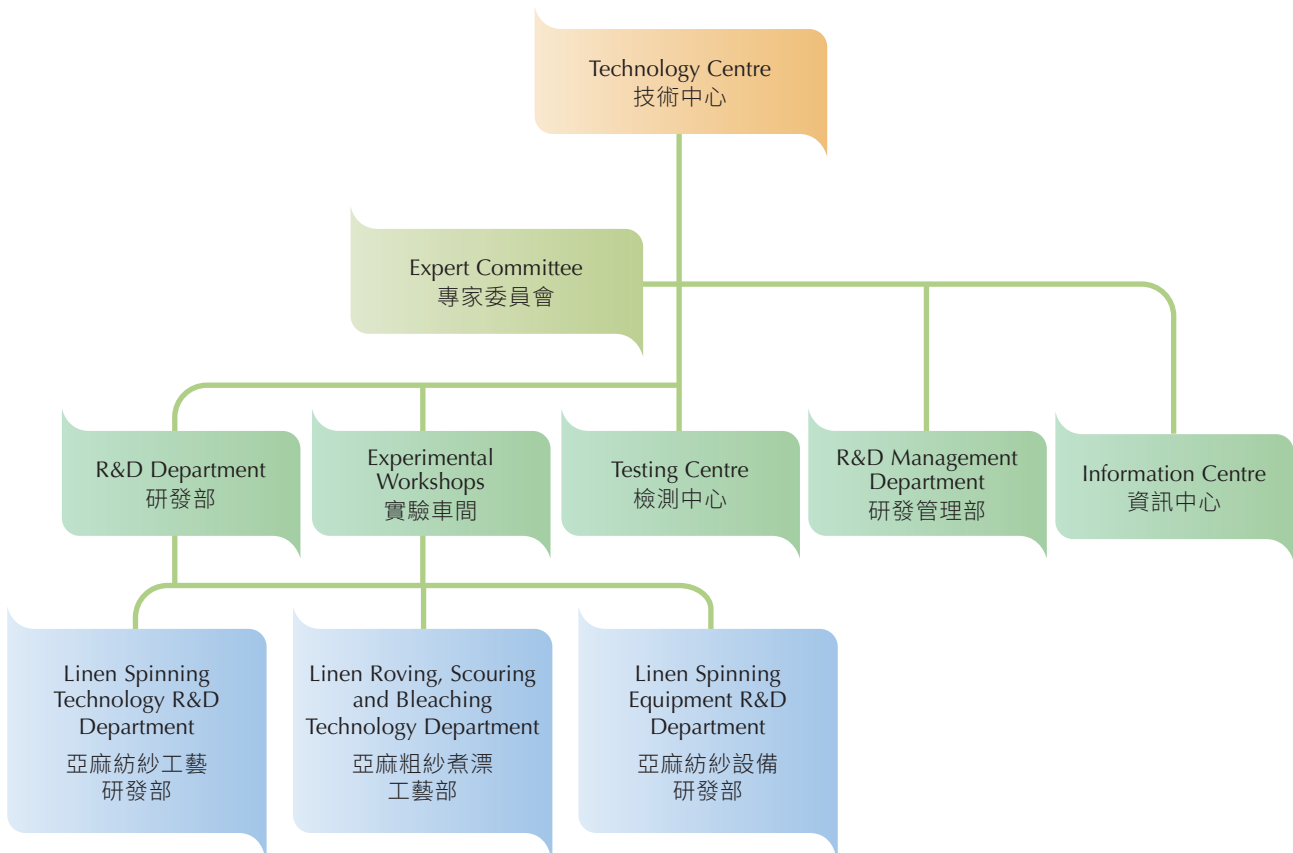 Technology Centre
技術中心
Expert Committee
專家委員會
R&D Department
研發部
Experimental
Workshops
實驗車間
Testing Centre
檢測中心
R&D Management
Department
研發管理部
Information Centre
資訊中心
Linen Spinning
Technology R&D
Department
亞麻紡紗工藝
研發部
Linen Roving, Scouring
and Bleaching
Technology Department
亞麻粗紗煮漂
工藝部
Linen Spinning
Equipment R&D
Department
亞麻紡紗設備
研發部